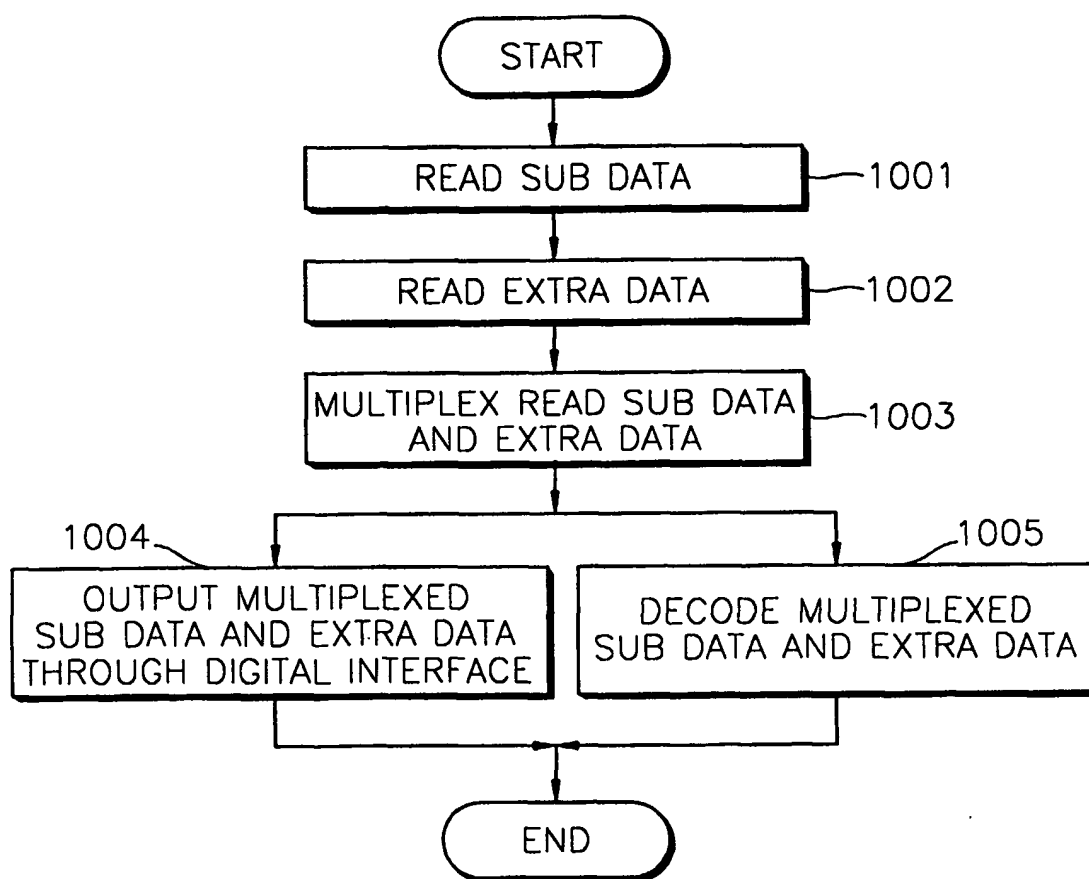 START
READ SUB DATA
1001
READ EXTRA DATA
1002
MULTIPLEX READ SUB DATA
AND EXTRA DATA
1003
1004
OUTPUT MULTIPLEXED
SUB DATA AND EXTRA DATA
THROUGH DIGITAL INTERFACE
1005
DECODE MULTIPLEXED
SUB DATA AND EXTRA DATA
END